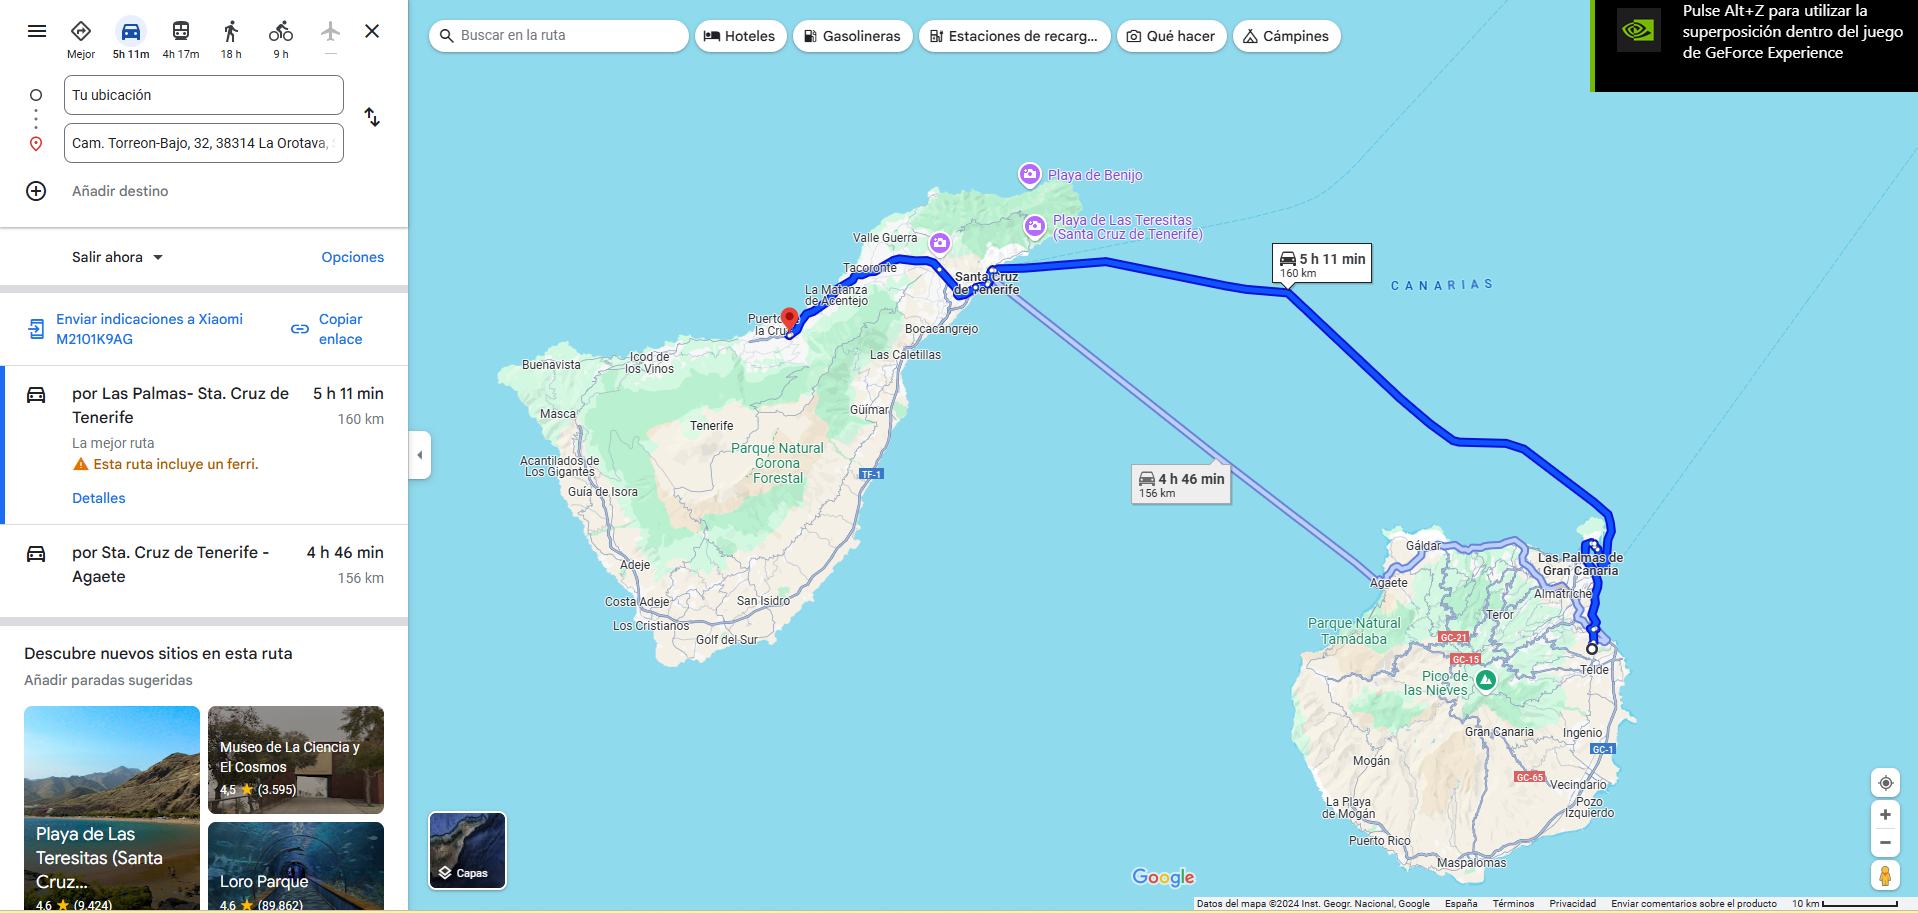 Mejor
5h 11m
4h 17m
18 h
9 h
—
Tu ubicación
Cam. Torreon-Bajo, 32, 38314 La Orotava,
Añadir destino
Salir ahora
Opciones
Enviar indicaciones a Xiaomi
M2101K9AG
Copiar
enlace
por Las Palmas- Sta. Cruz de
Tenerife
5 h 11 min
160 km
La mejor ruta
Esta ruta incluye un ferri.
Detalles
por Sta. Cruz de Tenerife -
Agaete
4 h 46 min
156 km
Descubre nuevos sitios en esta ruta
Añadir paradas sugeridas
Playa de Las
Teresitas (Santa
Cruz...
4,6 ★ (9.424)
Museo de La Ciencia y
El Cosmos
4,5 ★ (3.595)
Loro Parque
4,6 ★ (89.862)
Buscar en la ruta
Hoteles
Gasolineras
Estaciones de recarg...
Qué hacer
Cámpines
Pulse Alt+Z para utilizar la
superposición dentro del juego
de GeForce Experience
Playa de Benijo
Playa de Las Teresitas
(Santa Cruz de Tenerife)
Valle Guerra
Tacoronte
Santa Cruz
de Tenerife
La Matanza
de Acentejo
Puerto de
la Cruz
Bocacangrejo
Las Caletillas
Icod de
los Vinos
Buenavista
Masca
Güímar
Tenerife
Parque Natural
Corona
Forestal
Acantilados de
Los Gigantes
TF-1
Guía de Isora
Adeje
Costa Adeje
San Isidro
Los Cristianos
Golf del Sur
5 h 11 min
160 km
CANARIAS
4 h 46 min
156 km
Gáldar
Las Palmas de
Gran Canaria
Agaete
Almatriche
Teror
Parque Natural
Tamadaba
GC-21
GC-15
Telde
Pico de
las Nieves
Gran Canaria
Ingenio
GC-1
Mogán
GC-65
Vecindario
La Playa
de Mogán
Pozo
Izquierdo
Puerto Rico
Maspalomas
Capas
Google
Datos del mapa ©2024 Inst. Geogr. Nacional, Google
España
Términos
Privacidad
Enviar comentarios sobre el producto
10 km